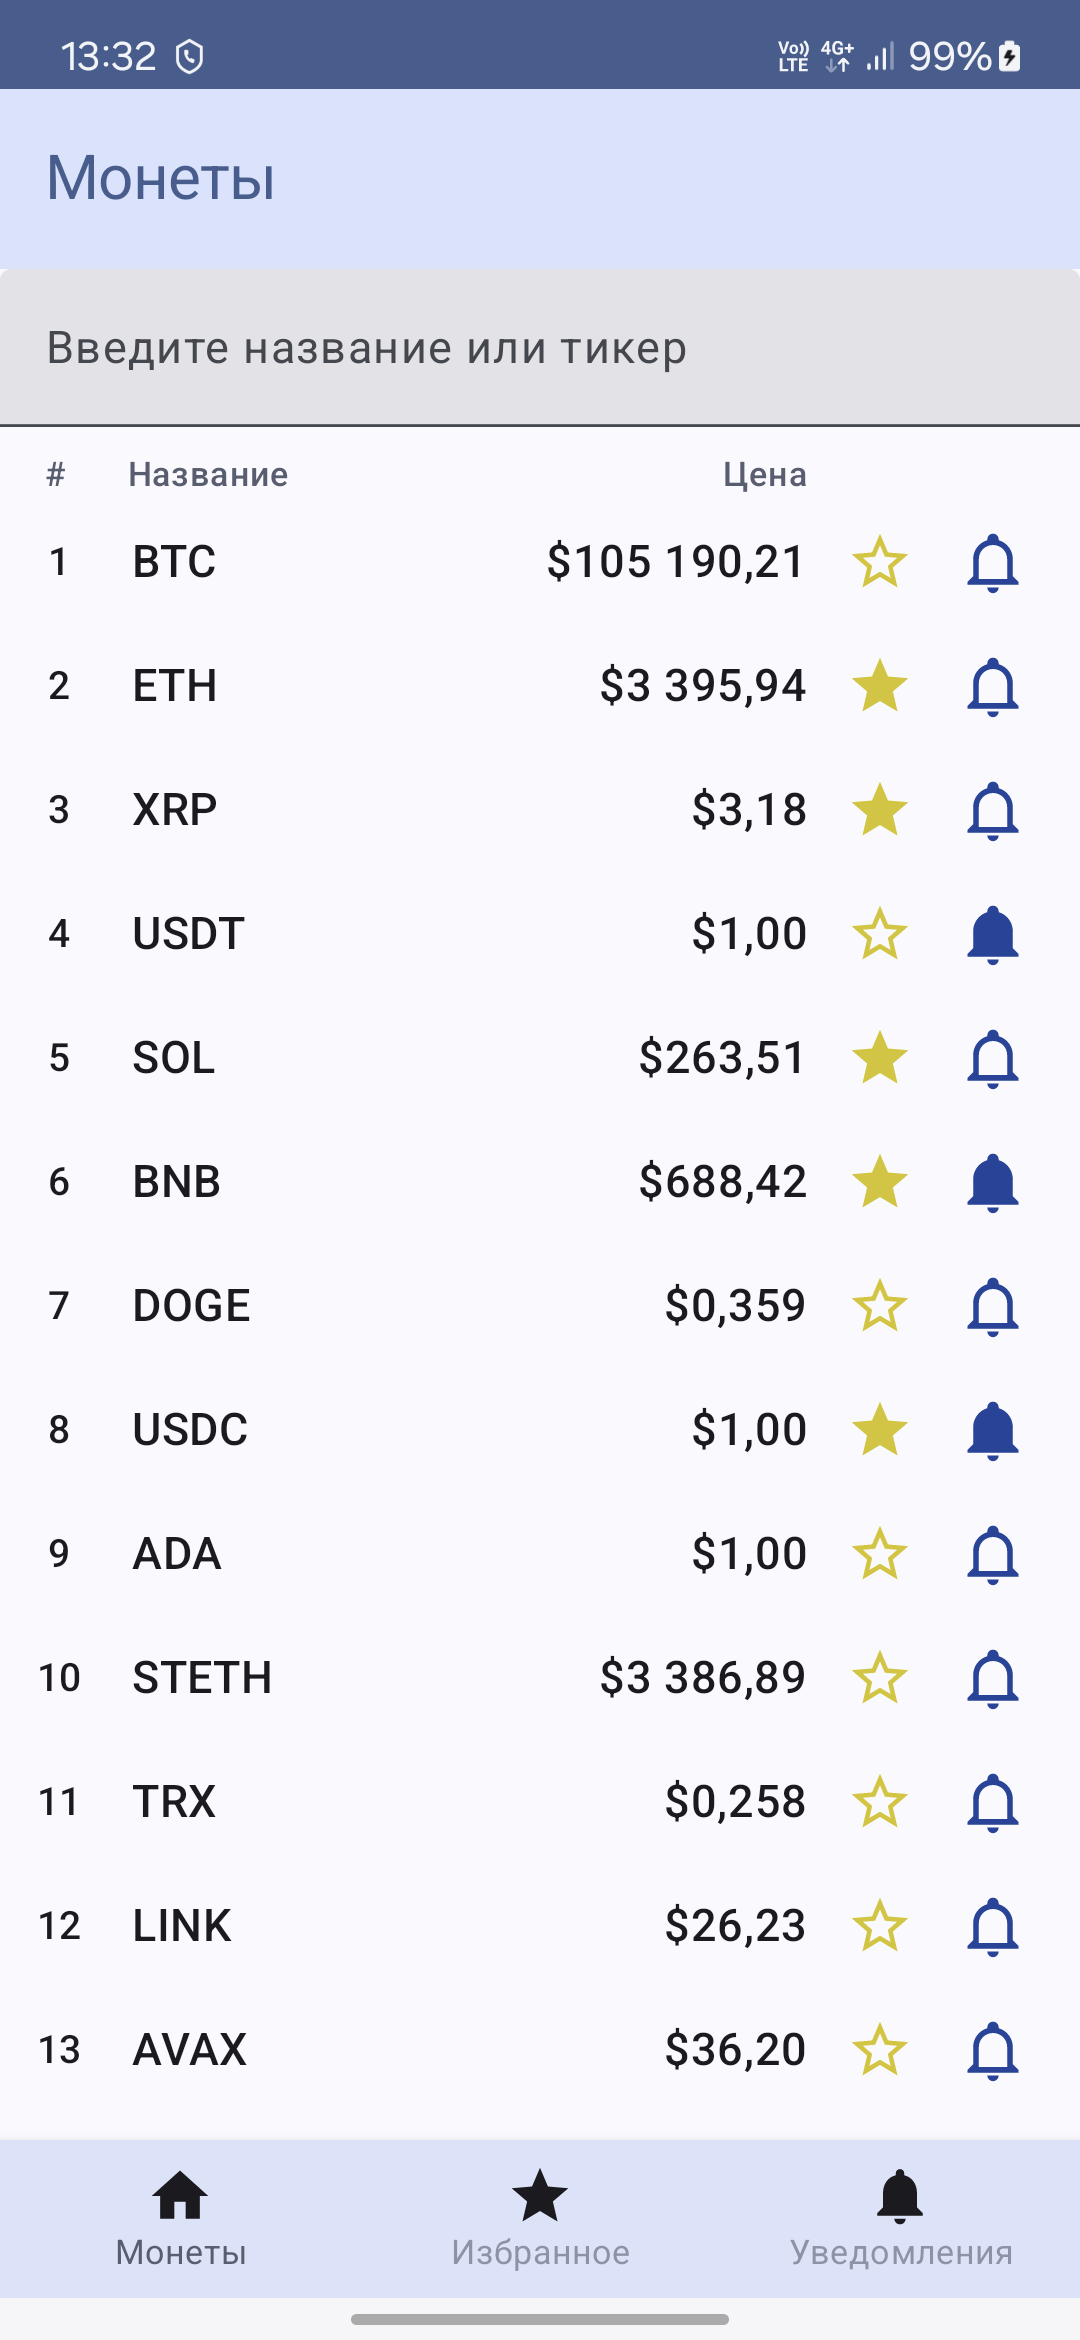 13:32 Vo)) LTE 4G+ 99%
Монеты
Введите название или тикер
# Название Цена
1 BTC $105 190,21
2 ETH $3 395,94
3 XRP $3,18
4 USDT $1,00
5 SOL $263,51
6 BNB $688,42
7 DOGE $0,359
8 USDC $1,00
9 ADA $1,00
10 STETH $3 386,89
11 TRX $0,258
12 LINK $26,23
13 AVAX $36,20
Монеты Избранное Уведомления